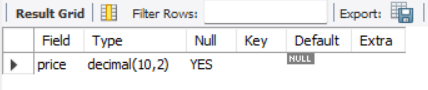 Result Grid Filter Rows: Export:
Field Type Null Key Default Extra
price decimal(10,2) YES NULL